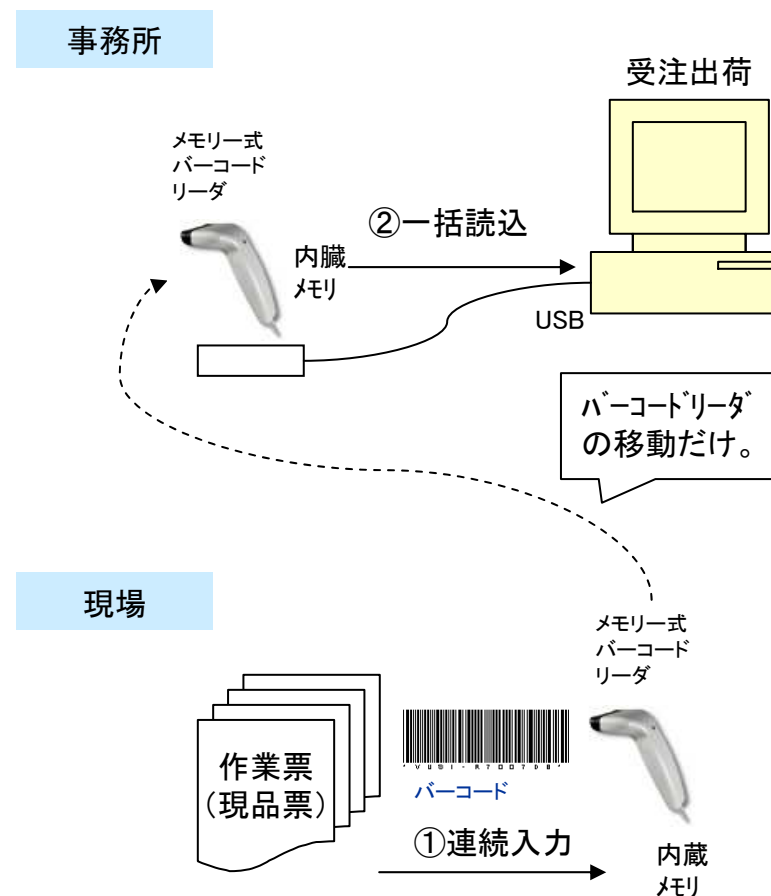 事務所
受注出荷
メモリー式
バーコード
リーダ
②一括読込
内臓
ﾒﾓﾘ
USB
ﾊﾞｰｺｰﾄﾞﾘｰﾀﾞ
の移動だけ。
現場
メモリー式
バーコード
リーダ
作業票
(現品票)
バーコード
①連続入力
内蔵
ﾒﾓﾘ